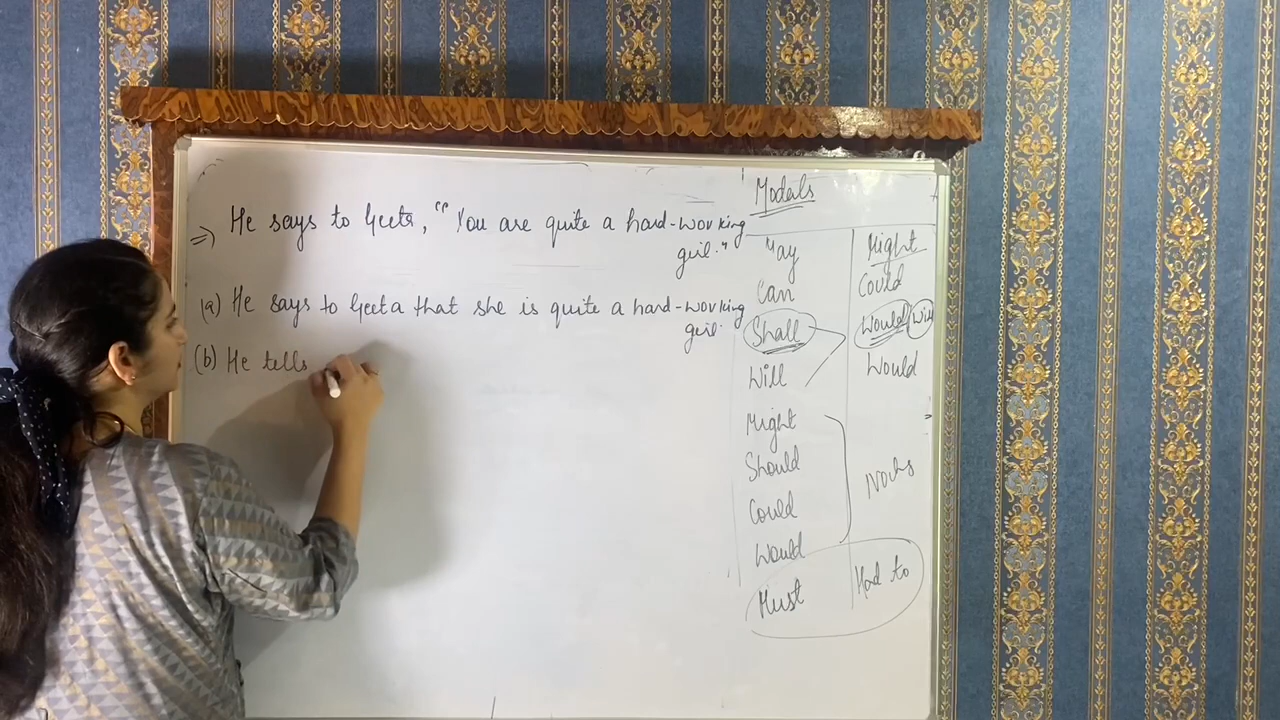 => He says to Geeta, "You are quite a hard-working
girl."
(a) He says to Geeta that she is quite a hard-working
girl.
(b) He tells
Modals
May Might
Can Could
Shall Would/Will
Will Would
Might
Should
Could
Would
Must Had to